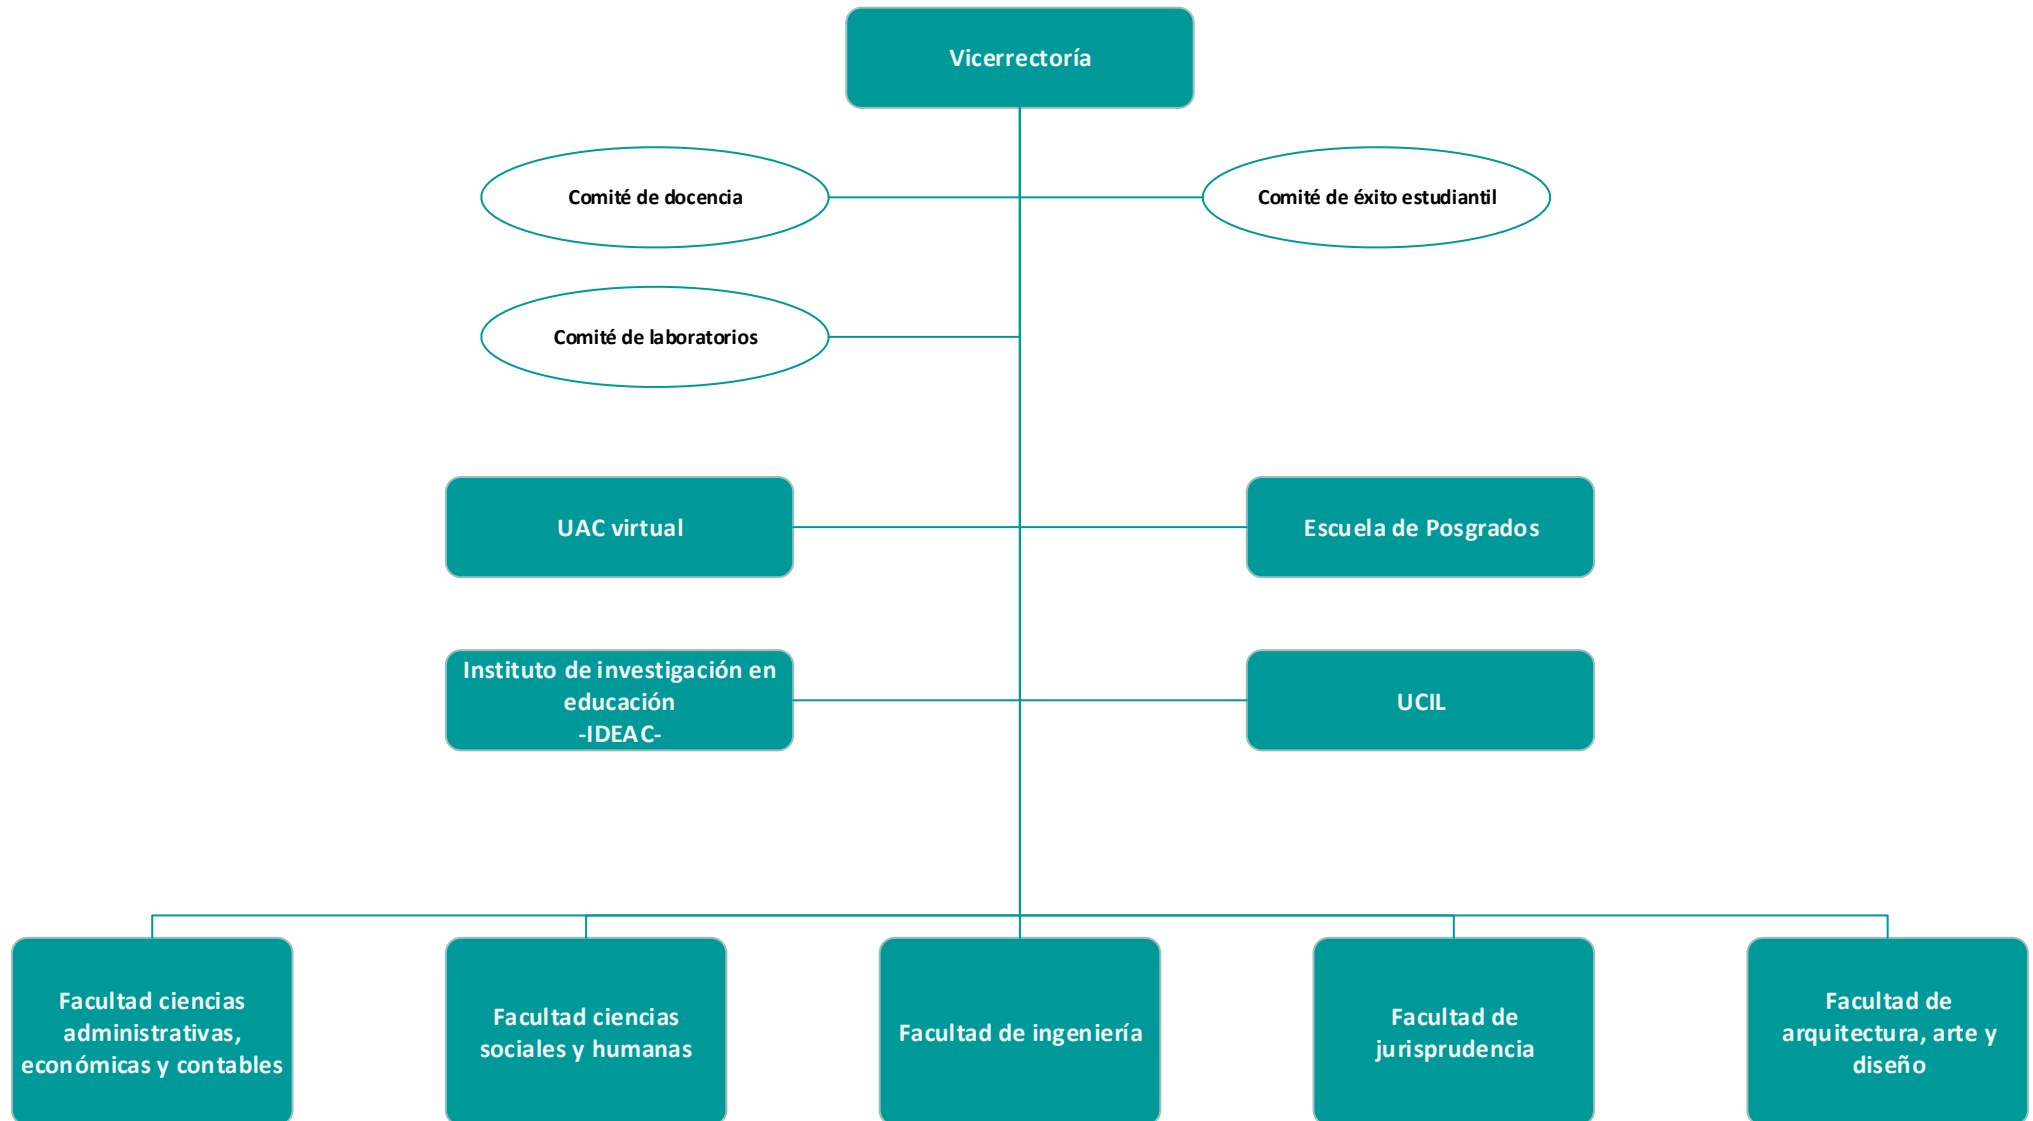 Vicerrectoría
Comité de docencia
Comité de éxito estudiantil
Comité de laboratorios
UAC virtual
Escuela de Posgrados
Instituto de investigación en
educación
-IDEAC-
UCIL
Facultad ciencias
administrativas,
económicas y contables
Facultad ciencias
sociales y humanas
Facultad de ingeniería
Facultad de
jurisprudencia
Facultad de
arquitectura, arte y
diseño